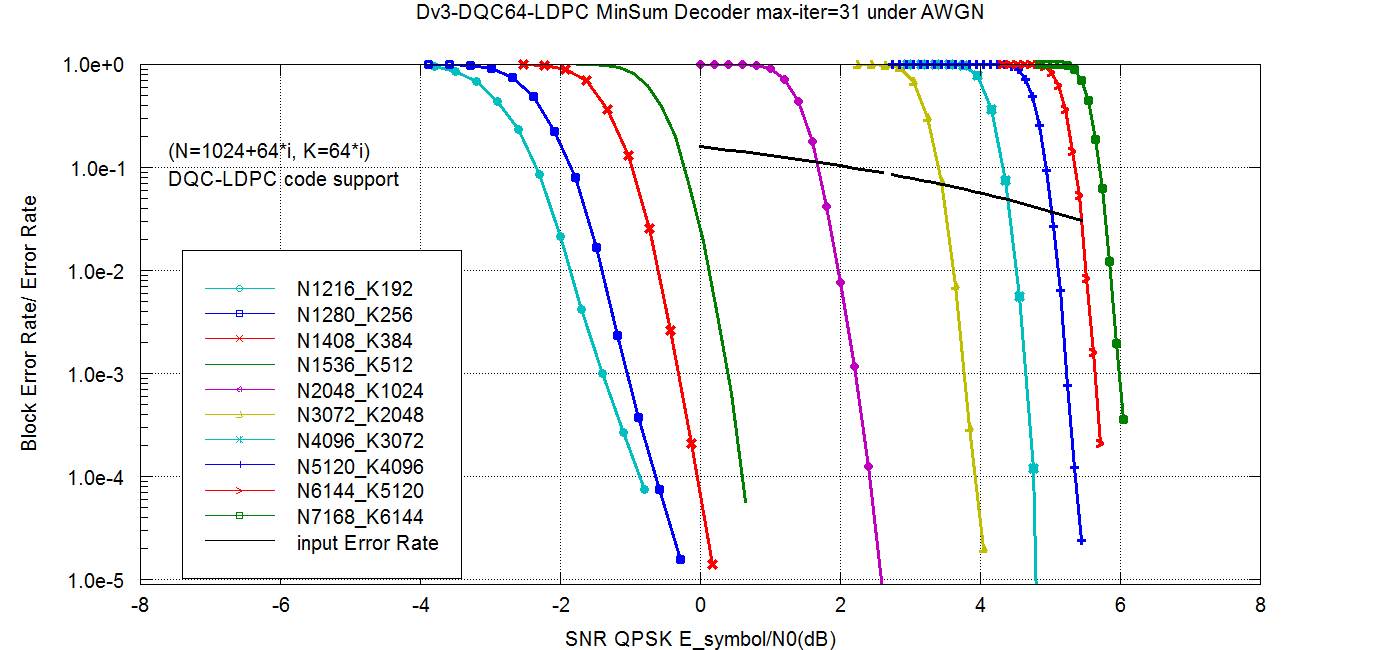 Dv3-DQC64-LDPC MinSum Decoder max-iter=31 under AWGN
1.0e+0
(N=1024+64*i, K=64*i)
1.0e-1
DQC-LDPC code support
Block Error Rate/ Error Rate
1.0e-2
N1216_K192
N1280_K256
N1408_K384
N1536_K512
1.0e-3
N2048_K1024
N3072_K2048
N4096_K3072
N5120_K4096
1.0e-4
N6144_K5120
N7168_K6144
input Error Rate
1.0e-5
-8 -6 -4 -2 0 2 4 6 8
SNR QPSK E_symbol/N0(dB)